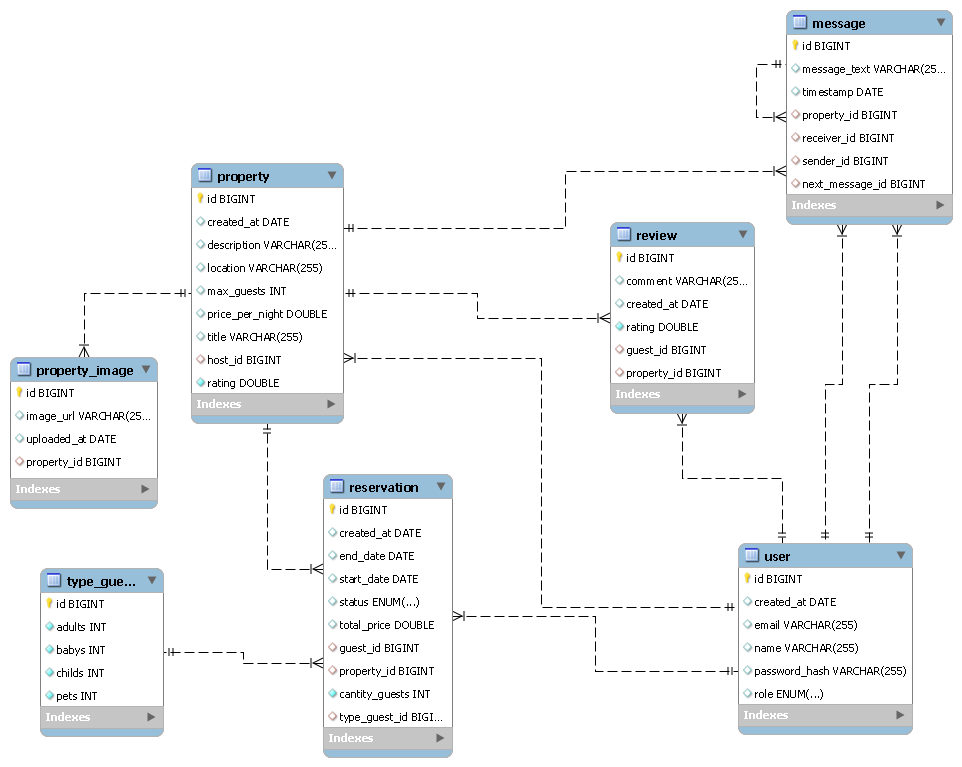 message
id BIGINT
message_text VARCHAR(25...
timestamp DATE
property_id BIGINT
receiver_id BIGINT
sender_id BIGINT
next_message_id BIGINT
Indexes
property
id BIGINT
created_at DATE
description VARCHAR(25...
location VARCHAR(255)
max_guests INT
price_per_night DOUBLE
title VARCHAR(255)
host_id BIGINT
rating DOUBLE
Indexes
review
id BIGINT
comment VARCHAR(25...
created_at DATE
rating DOUBLE
guest_id BIGINT
property_id BIGINT
Indexes
property_image
id BIGINT
image_url VARCHAR(25...
uploaded_at DATE
property_id BIGINT
Indexes
reservation
id BIGINT
created_at DATE
end_date DATE
start_date DATE
status ENUM(...)
total_price DOUBLE
guest_id BIGINT
property_id BIGINT
cantity_guests INT
type_guest_id BIGI...
Indexes
type_gue...
id BIGINT
adults INT
babys INT
childs INT
pets INT
Indexes
user
id BIGINT
created_at DATE
email VARCHAR(255)
name VARCHAR(255)
password_hash VARCHAR(255)
role ENUM(...)
Indexes